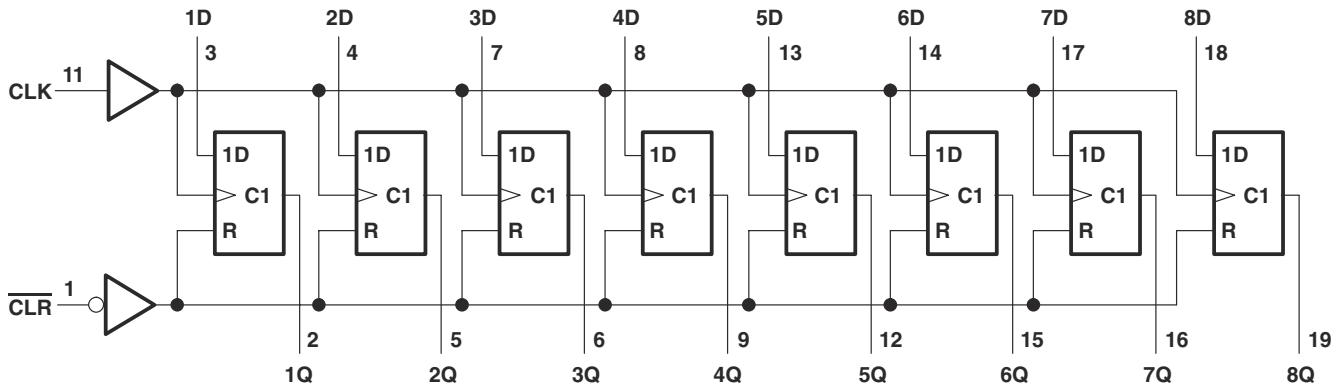 1D 2D 3D 4D 5D 6D 7D 8D
3 4 7 8 13 14 17 18
CLK 11
1D 1D 1D 1D 1D 1D 1D 1D
C1 C1 C1 C1 C1 C1 C1 C1
R R R R R R R R
C̅L̅R̅ 1
2 5 6 9 12 15 16 19
1Q 2Q 3Q 4Q 5Q 6Q 7Q 8Q